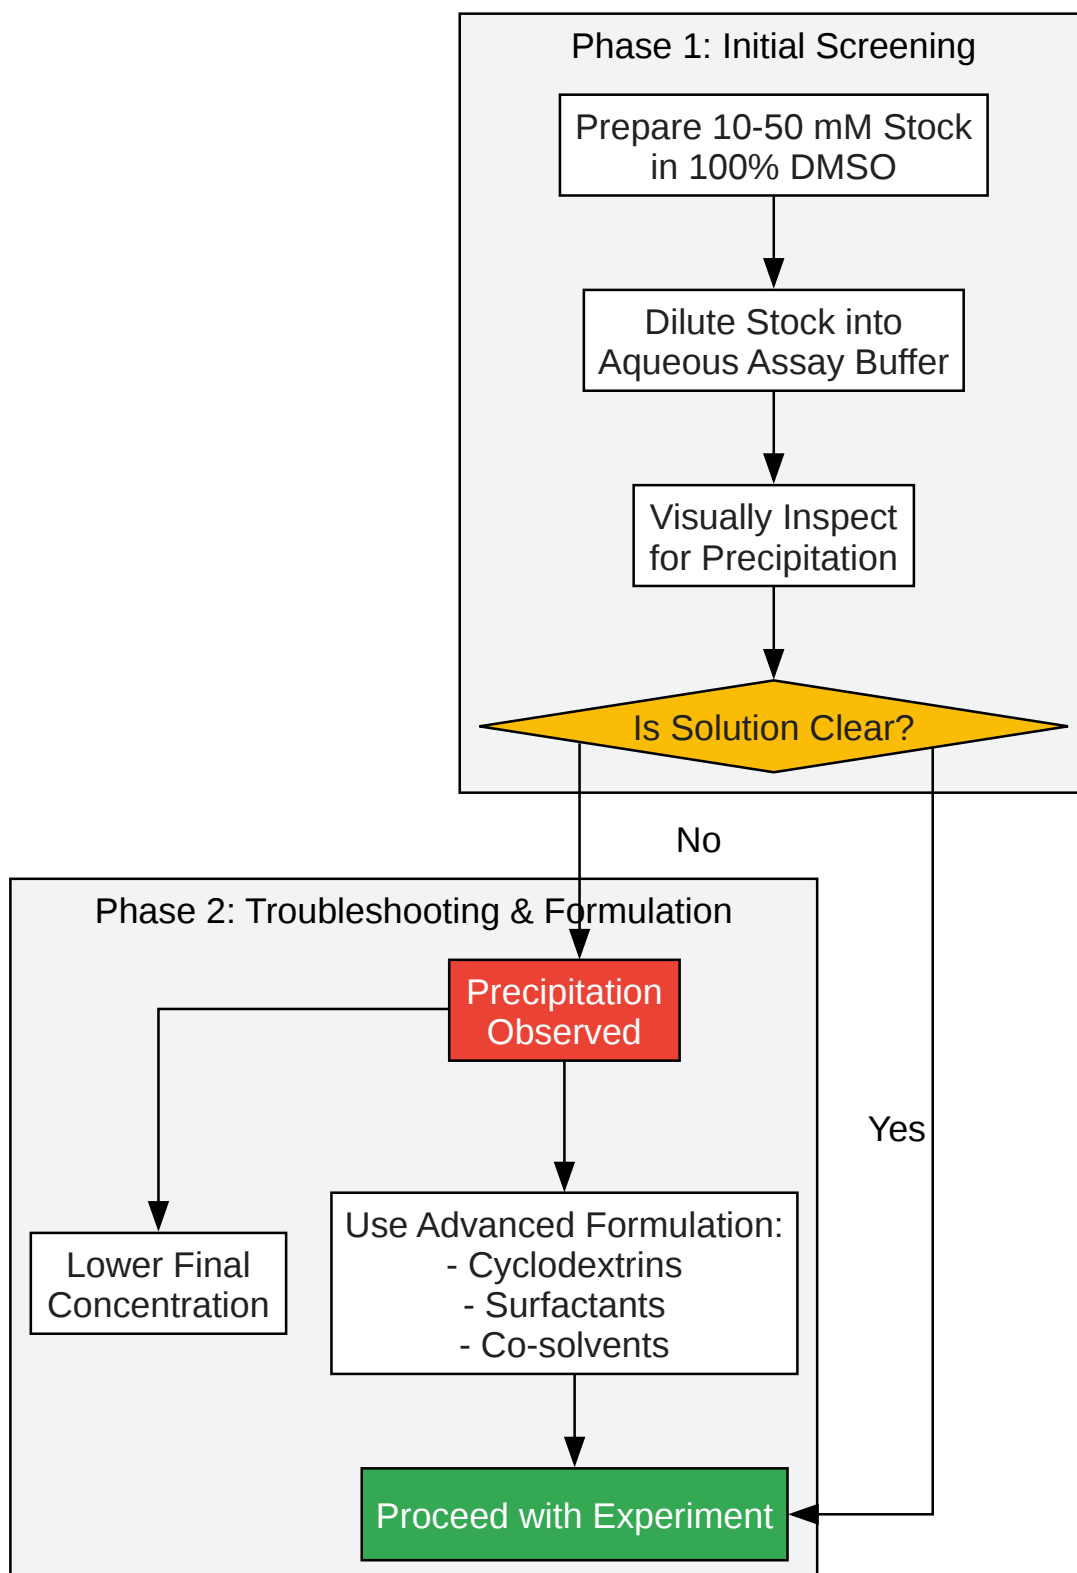 Phase 1: Initial Screening
Prepare 10-50 mM Stock
in 100% DMSO
Dilute Stock into
Aqueous Assay Buffer
Visually Inspect
for Precipitation
Is Solution Clear?
No
Phase 2: Troubleshooting & Formulation
Precipitation
Observed
Yes
Lower Final
Concentration
Use Advanced Formulation:
- Cyclodextrins
- Surfactants
- Co-solvents
Proceed with Experiment